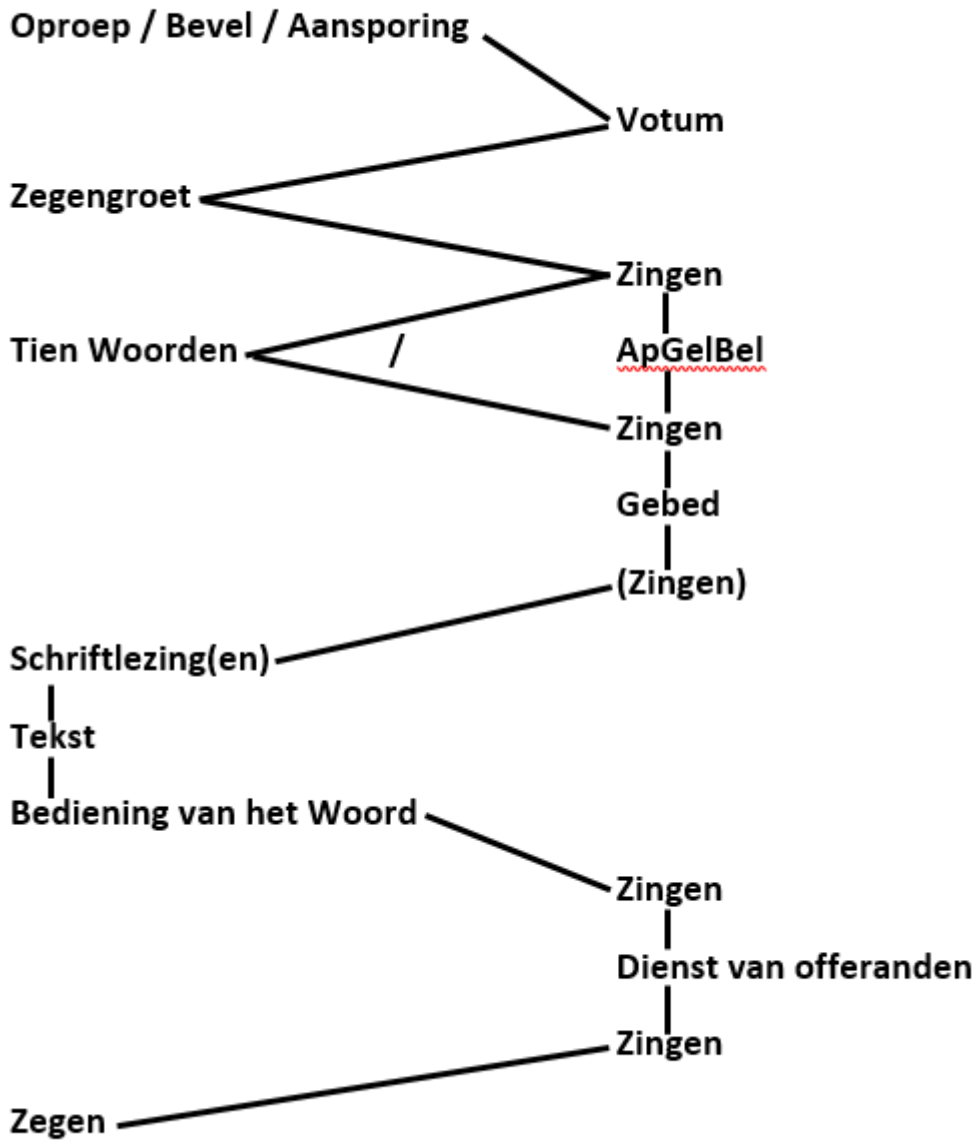 Oproep / Bevel / Aansporing
Votum
Zegengroet
Zingen
Tien Woorden / ApGelBel
Zingen
Gebed
(Zingen)
Schriftlezing(en)
Tekst
Bediening van het Woord
Zingen
Dienst van offeranden
Zingen
Zegen